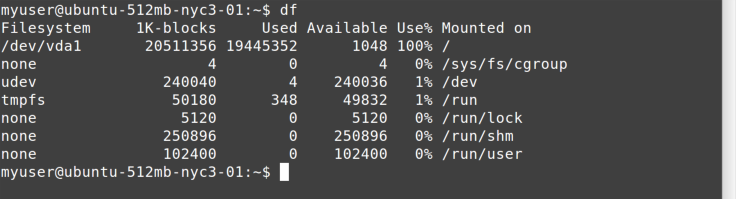 myuser@ubuntu-512mb-nyc3-01:~$ df
Filesystem     1K-blocks     Used Available Use% Mounted on
/dev/vda1       20511356 19445352      1048 100% /
none                   4        0         4   0% /sys/fs/cgroup
udev              240040        4    240036   1% /dev
tmpfs              50180      348     49832   1% /run
none                5120        0      5120   0% /run/lock
none              250896        0    250896   0% /run/shm
none              102400        0    102400   0% /run/user
myuser@ubuntu-512mb-nyc3-01:~$